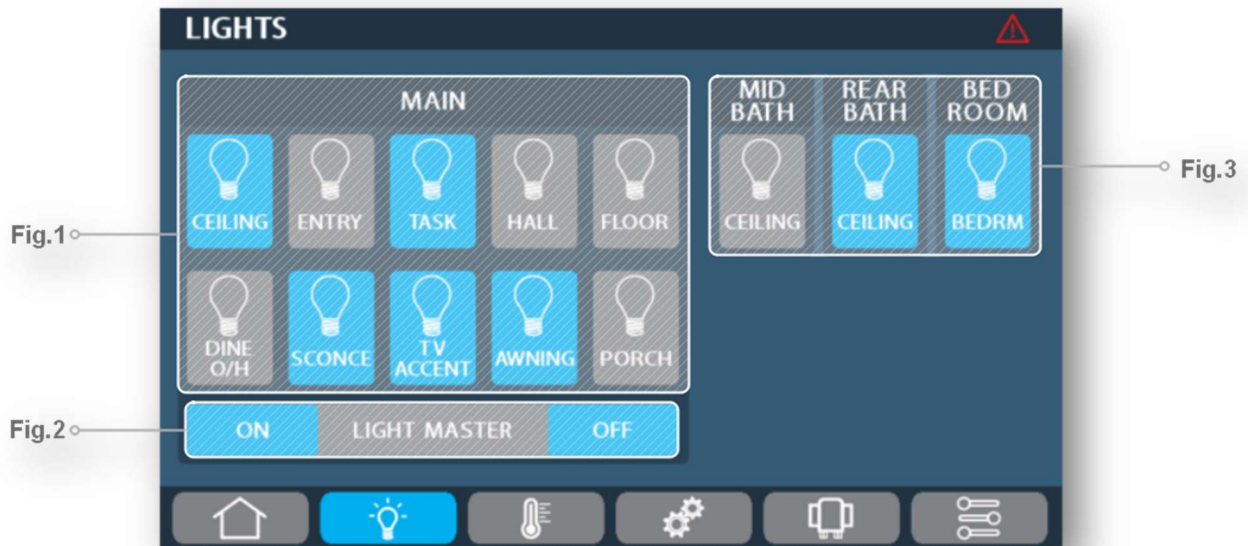 LIGHTS
MAIN
CEILING
ENTRY
TASK
HALL
FLOOR
DINE
O/H
SCONCE
TV
ACCENT
AWNING
PORCH
ON
LIGHT MASTER
OFF
MID
BATH
REAR
BATH
BED
ROOM
CEILING
CEILING
BEDRM
Fig.1
Fig.2
Fig.3